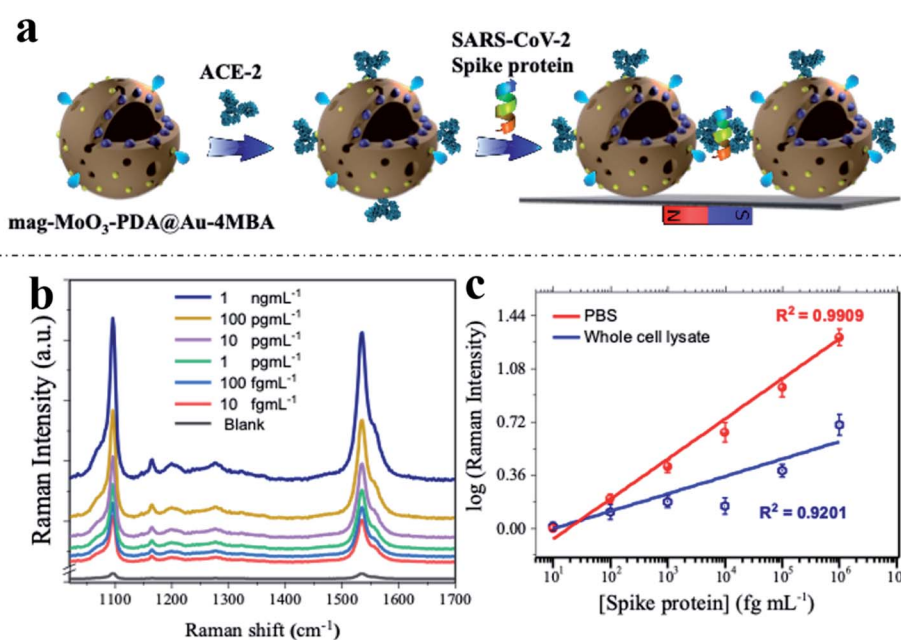 a
ACE-2
SARS-CoV-2
Spike protein
mag-MoO₃-PDA@Au-4MBA
N S
b
Raman Intensity (a.u.)
1 ngmL⁻¹
100 pgmL⁻¹
10 pgmL⁻¹
1 pgmL⁻¹
100 fgmL⁻¹
10 fgmL⁻¹
Blank
1100 1200 1300 1400 1500 1600 1700
Raman shift (cm⁻¹)
c
log (Raman Intensity)
PBS
Whole cell lysate
R² = 0.9909
R² = 0.9201
1.44
1.08
0.72
0.36
0.00
10¹ 10² 10³ 10⁴ 10⁵ 10⁶ 10
[Spike protein] (fg mL⁻¹)